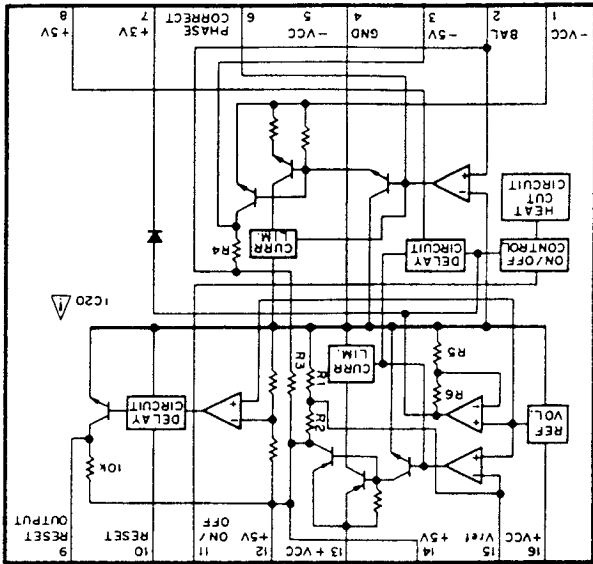 16 15 14 13 12 11 10 9
+VCC Vref +5V +VCC +5V ON/OFF RESET RESET OUTPUT
REF
VOL.
R6
R5
R2
R1
R3
CURR
LIM.
10k
DELAY
CIRCUIT
IC20
ON/OFF
CONTROL
HEAT
CUT
CIRCUIT
DELAY
CIRCUIT
CURR
LIM.
R4
-VCC BAL -5V GND -VCC PHASE CORRECT +3V +5V
1 2 3 4 5 6 7 8